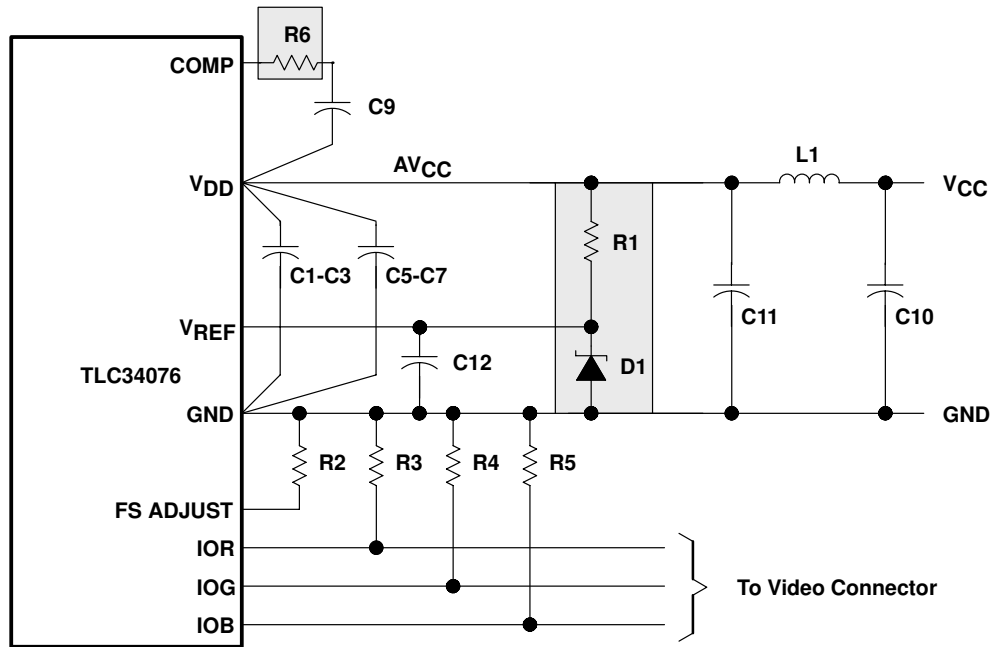 R6
COMP
C9
L1
AVCC
VDD
VCC
R1
C1-C3
C5-C7
C11
C10
VREF
C12
D1
TLC34076
GND
GND
R2
R3
R4
R5
FS ADJUST
IOR
IOG
To Video Connector
IOB